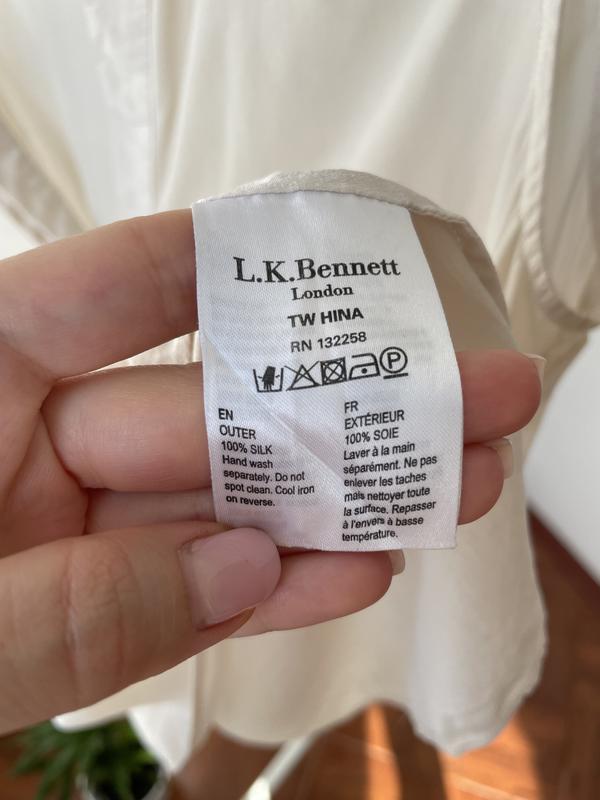 L.K.Bennett
London
TW HINA
RN 132258
P
EN
OUTER
100% SILK
Hand wash
separately. Do not
spot clean. Cool iron
on reverse.
FR
EXTÉRIEUR
100% SOIE
Laver à la main
séparément. Ne pas
enlever les taches
mais nettoyer toute
la surface. Repasser
à l'envers à basse
température.